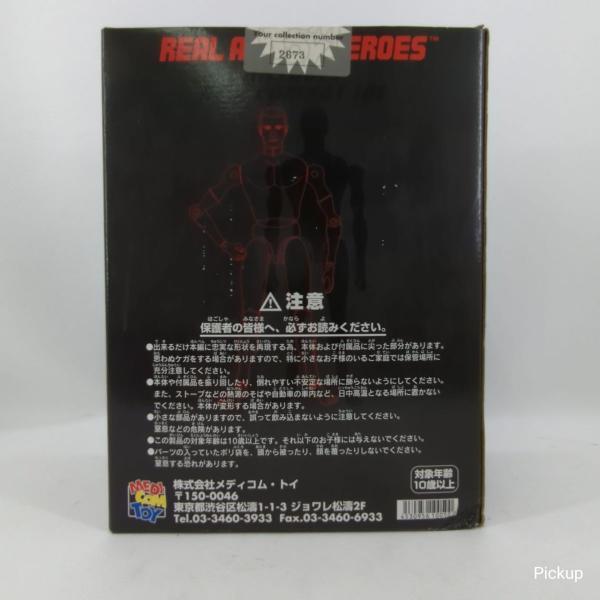 REAL A
EROES™
our collection number
2673
⚠ 注意
保護者の皆様へ、必ずお読みください。
●出来るだけ本編に忠実な形状を再現する為、本体および付属品に尖った部分があります。
思わぬケガをする場合がありますので、特に小さなお子様のいるご家庭では保管場所に
充分注意してください。
●本体や付属品を振り回したり、倒れやすい不安定な場所に飾らないようにしてください。
また、ストーブなどの熱源のそばや自動車の車内など、日中高温となる場所に置かない
でください。本体が変形する場合があります。
●小さな部品がありますので、誤って飲み込まないように注意してください。
窒息などの危険があります。
●この製品の対象年齢は10歳以上です。それ以下のお子様には与えないでください。
●パーツの入っていたポリ袋を、頭から被ったり、顔を覆ったりしないでください。
窒息する恐れがあります。
対象年齢
10歳以上
MEDI
COM
TOY
株式会社メディコム・トイ
〒150-0046
東京都渋谷区松濤1-1-3 ジョワレ松濤2F
Tel.03-3460-3933 Fax.03-3460-6933
Pickup